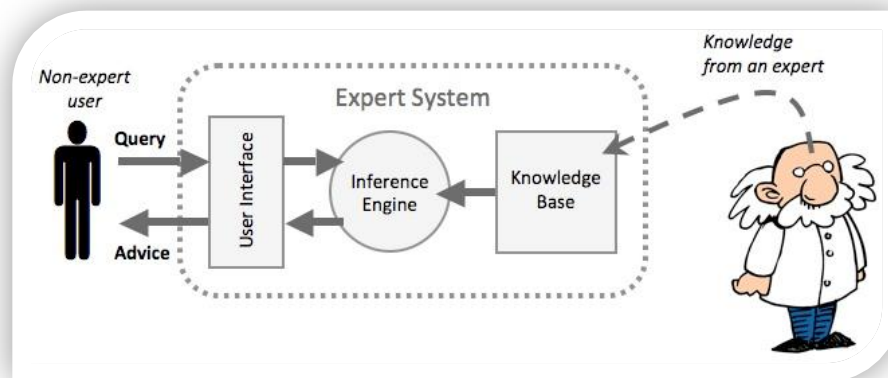 Non-expert
user
Query
Advice
Expert System
User Interface
Inference
Engine
Knowledge
Base
Knowledge
from an expert